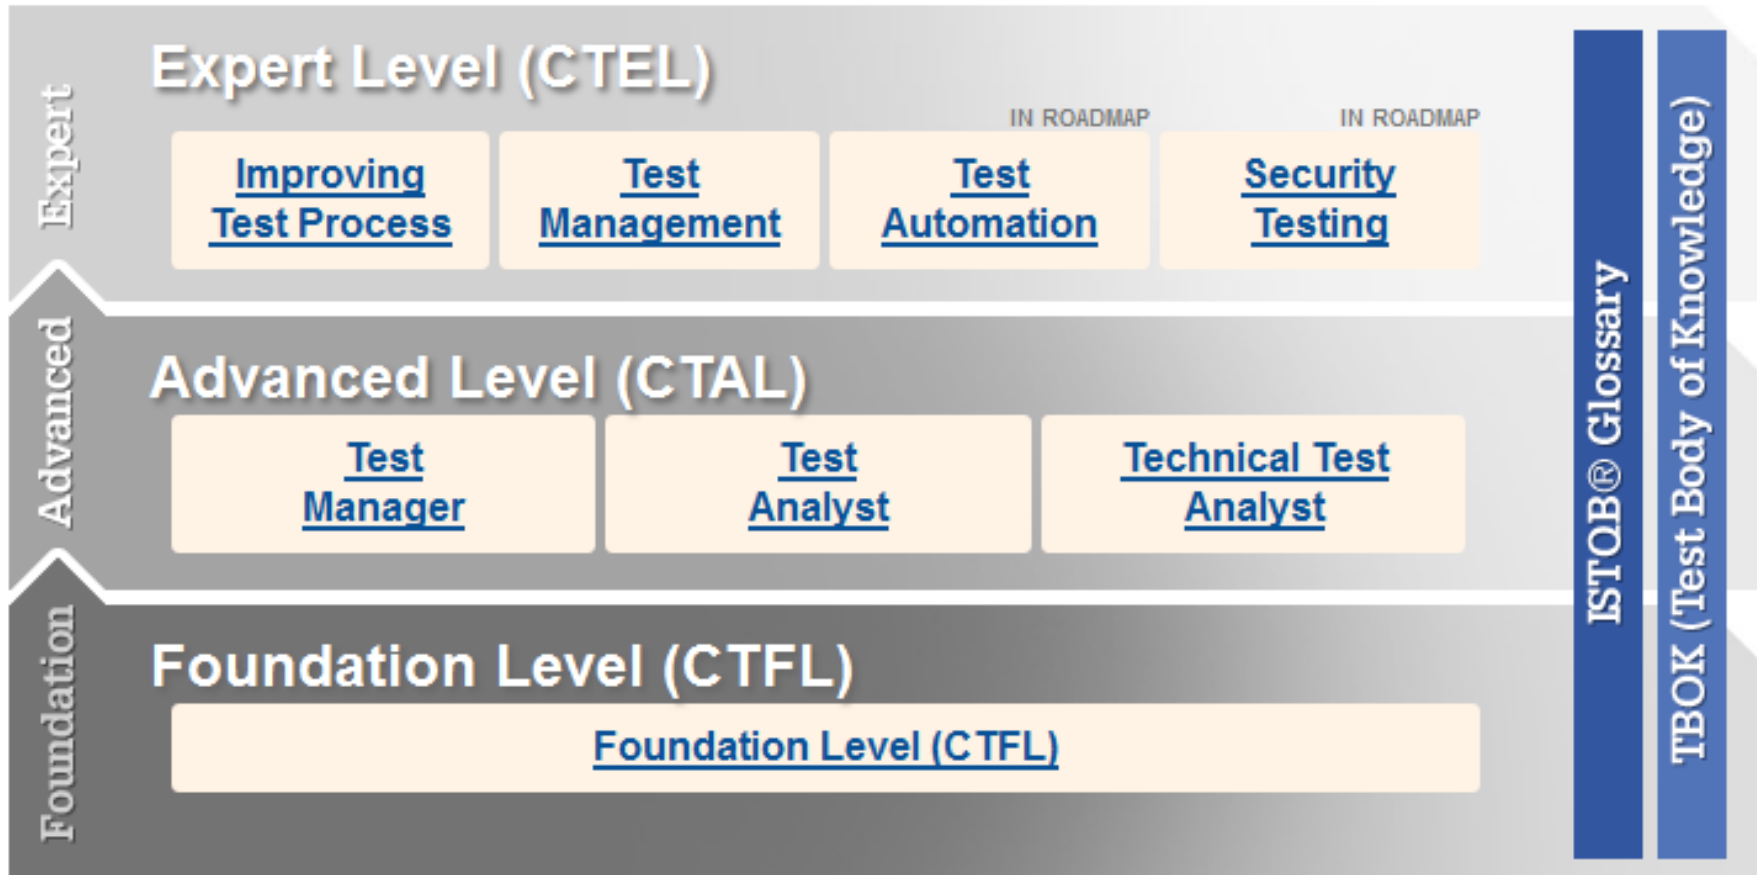 Expert
Expert Level (CTEL)
IN ROADMAP
IN ROADMAP
Improving
Test Process
Test
Management
Test
Automation
Security
Testing
Advanced
Advanced Level (CTAL)
Test
Manager
Test
Analyst
Technical Test
Analyst
Foundation
Foundation Level (CTFL)
Foundation Level (CTFL)
ISTQB® Glossary
TBOK (Test Body of Knowledge)